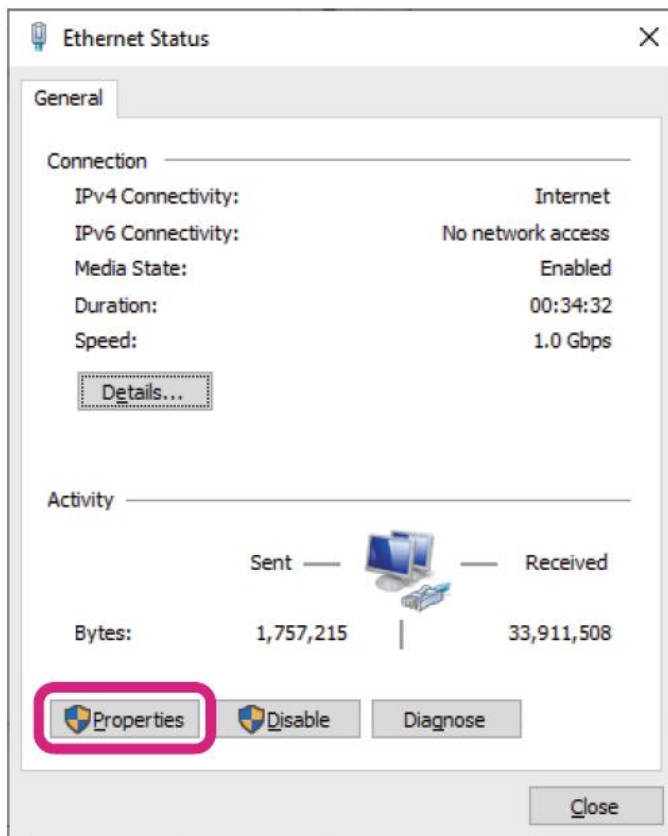 Ethernet Status
General
Connection
IPv4 Connectivity: Internet
IPv6 Connectivity: No network access
Media State: Enabled
Duration: 00:34:32
Speed: 1.0 Gbps
Details...
Activity
Sent Received
Bytes: 1,757,215 33,911,508
Properties Disable Diagnose
Close